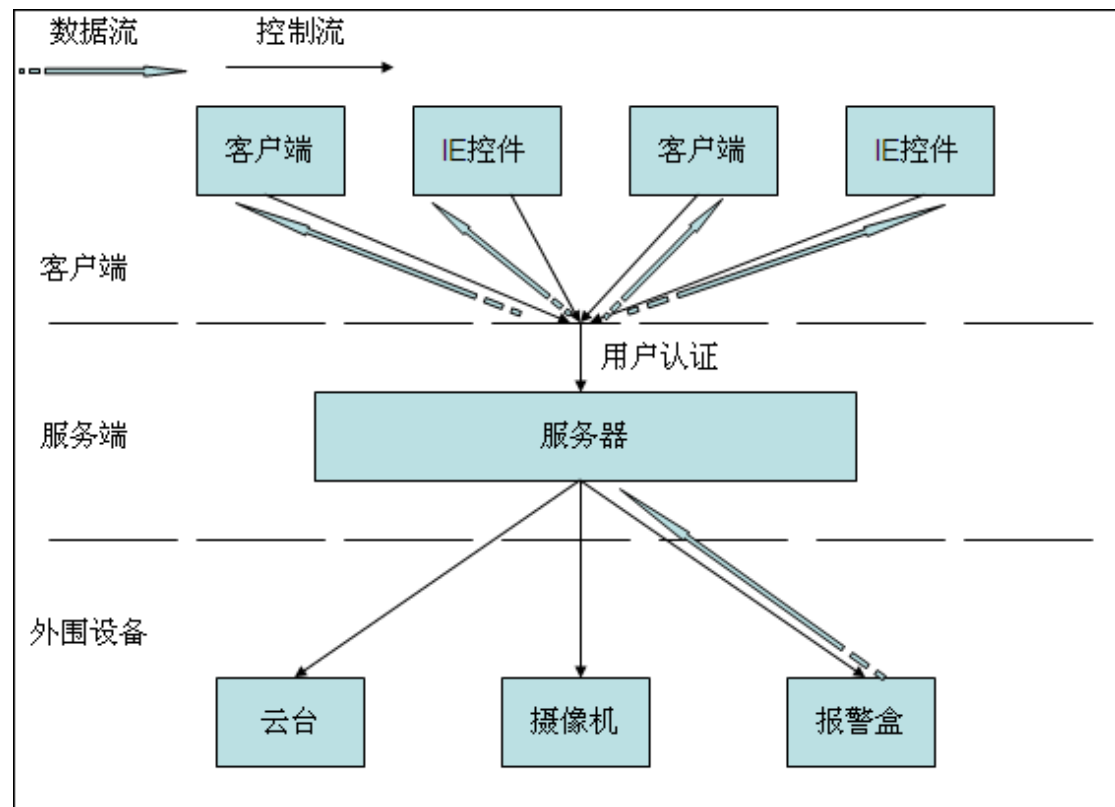 数据流
控制流
客户端
IE控件
客户端
IE控件
客户端
用户认证
服务端
服务器
外围设备
云台
摄像机
报警盒